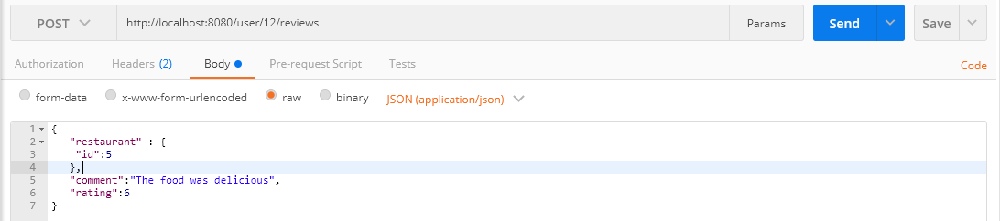 POST http://localhost:8080/user/12/reviews Params Send Save
Authorization Headers (2) Body Pre-request Script Tests Code
form-data x-www-form-urlencoded raw binary JSON (application/json)
1 {
2 "restaurant" : {
3 "id":5
4 },
5 "comment":"The food was delicious",
6 "rating":6
7 }